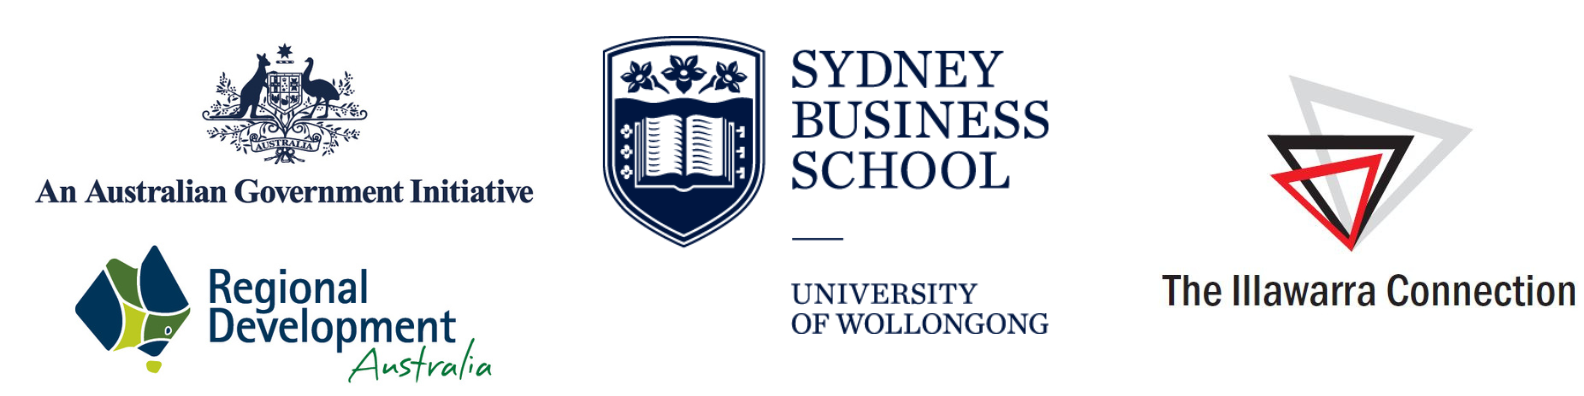 AUSTRALIA
An Australian Government Initiative
Regional
Development
Australia
SYDNEY
BUSINESS
SCHOOL
UNIVERSITY
OF WOLLONGONG
The Illawarra Connection